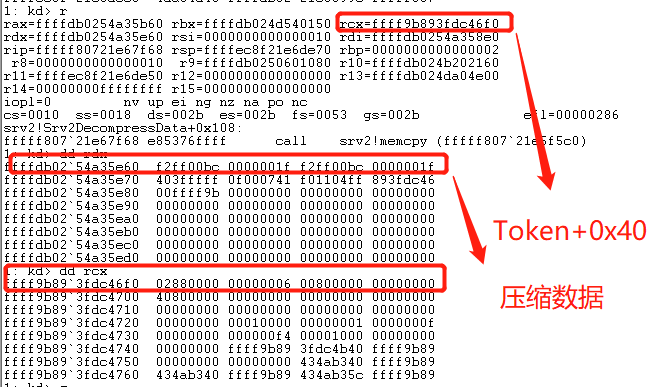 1: kd> r
rax=ffffdb0254a35b60 rbx=ffffdb024d540150 rcx=ffff9b893fdc46f0
rdx=ffffdb0254a35e60 rsi=0000000000000010 rdi=ffffdb0254a358e0
rip=fffff80721e67f68 rsp=ffffec8f21e6de70 rbp=0000000000000002
r8=0000000000000010 r9=ffffdb0250601080 r10=ffffdb024b202160
r11=ffffec8f21e6de50 r12=0000000000000000 r13=ffffdb024da04e00
r14=00000000ffffffff r15=0000000000000000
iopl=0 nv up ei ng nz na po nc
cs=0010 ss=0018 ds=002b es=002b fs=0053 gs=002b efl=00000286
srv2!Srv2DecompressData+0x108:
fffff807`21e67f68 e85376ffff call srv2!memcpy (fffff807`21e5f5c0)
1: kd> dd rdx
ffffdb02`54a35e60 f2ff00bc 0000001f f2ff00bc 0000001f
ffffdb02`54a35e70 403fffff 0f000741 f01104ff 893fdc46
ffffdb02`54a35e80 00ffff9b 00000000 00000000 00000000
ffffdb02`54a35e90 00000000 00000000 00000000 00000000
ffffdb02`54a35ea0 00000000 00000000 00000000 00000000
ffffdb02`54a35eb0 00000000 00000000 00000000 00000000
ffffdb02`54a35ec0 00000000 00000000 00000000 00000000
ffffdb02`54a35ed0 00000000 00000000 00000000 00000000
1: kd> dd rcx
ffff9b89`3fdc46f0 02880000 00000006 00800000 00000000
ffff9b89`3fdc4700 40800000 00000000 00000000 00000000
ffff9b89`3fdc4710 00000000 00000000 00000000 00000000
ffff9b89`3fdc4720 00000000 00010000 00000001 0000000f
ffff9b89`3fdc4730 00000000 000000f4 00001000 00000000
ffff9b89`3fdc4740 00000000 ffff9b89 3fdc4b40 ffff9b89
ffff9b89`3fdc4750 00000000 00000000 434ab340 ffff9b89
ffff9b89`3fdc4760 434ab340 ffff9b89 434ab35c ffff9b89
Token+0x40
压缩数据